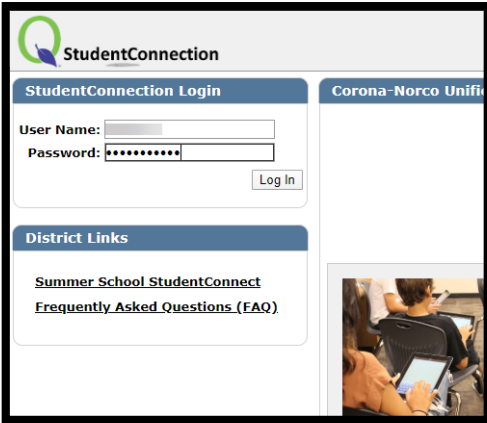 StudentConnection
StudentConnection Login
User Name:
Password: •••••••••••
Log In
District Links
Summer School StudentConnect
Frequently Asked Questions (FAQ)
Corona-Norco Unifie